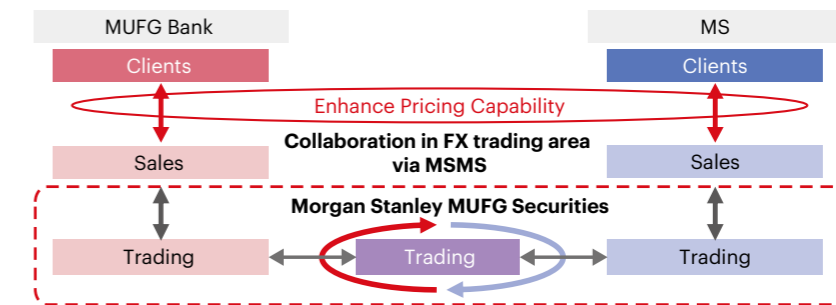 MUFG Bank
MS
Clients
Clients
Enhance Pricing Capability
Collaboration in FX trading area
via MSMS
Sales
Sales
Morgan Stanley MUFG Securities
Trading
Trading
Trading